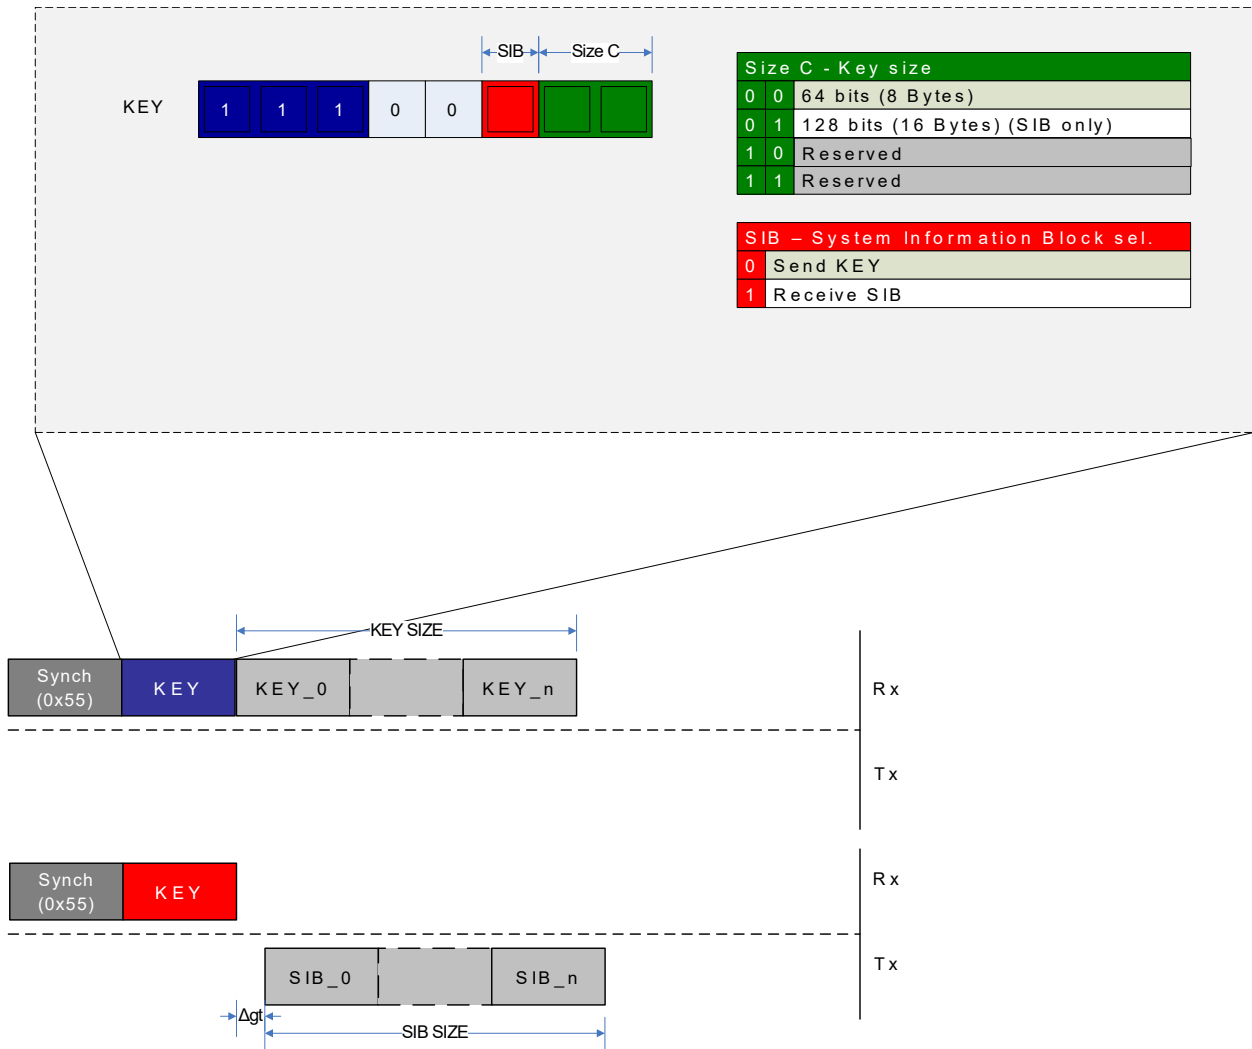 SIB Size C
KEY 1 1 1 0 0
Size C - Key size
0 0 64 bits (8 Bytes)
0 1 128 bits (16 Bytes) (SIB only)
1 0 Reserved
1 1 Reserved
SIB – System Information Block sel.
0 Send KEY
1 Receive SIB
KEY SIZE
Synch
(0x55)
KEY
KEY_0
KEY_n
Rx
Tx
Synch
(0x55)
KEY
Rx
SIB_0
SIB_n
Tx
Δgt
SIB SIZE